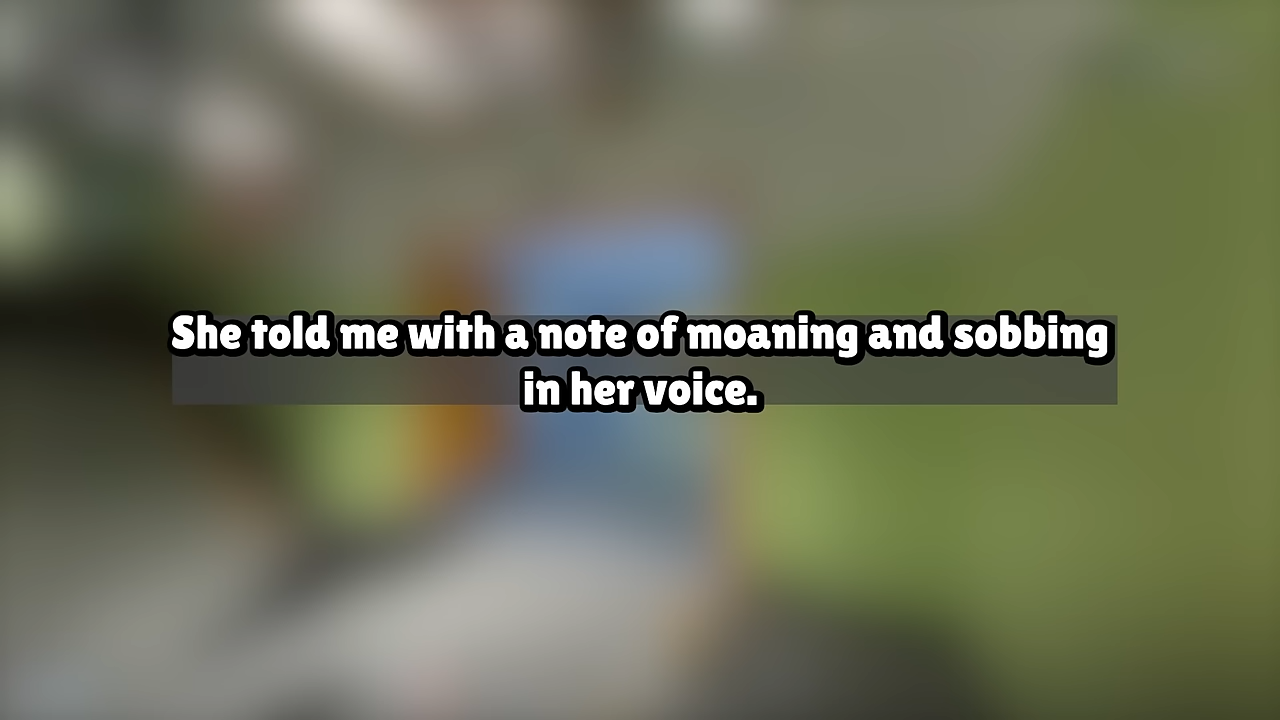 She told me with a note of moaning and sobbing
in her voice.